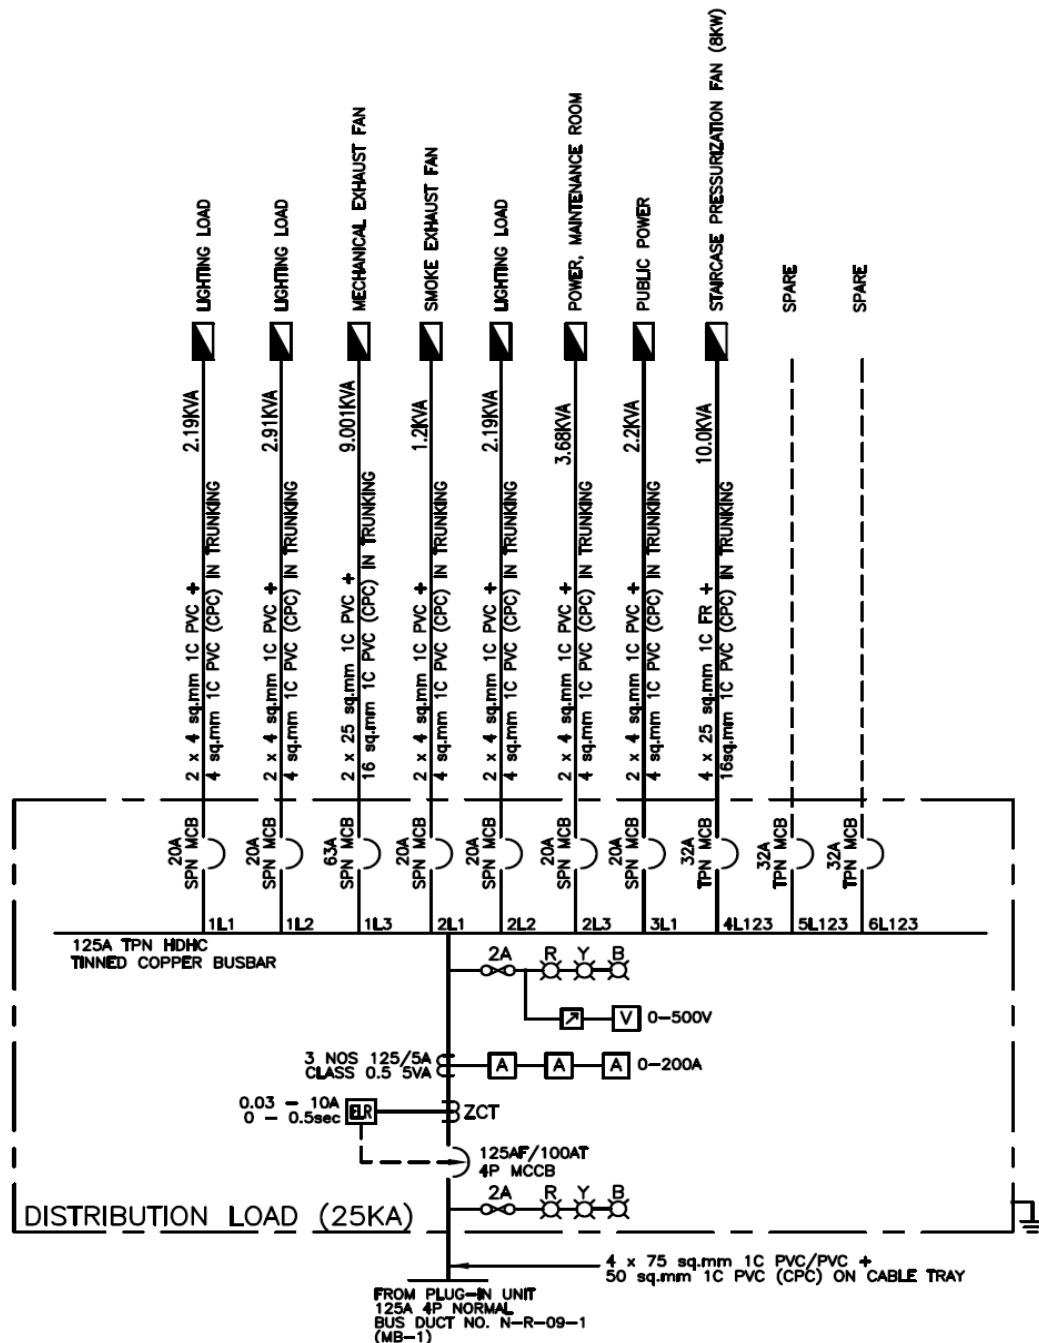 LIGHTING LOAD
LIGHTING LOAD
MECHANICAL EXHAUST FAN
SMOKE EXHAUST FAN
LIGHTING LOAD
POWER, MAINTENANCE ROOM
PUBLIC POWER
STAIRCASE PRESSURIZATION FAN (8KW)
SPARE
SPARE
2.19KVA
2.91KVA
9.001KVA
1.2KVA
2.19KVA
3.68KVA
2.2KVA
10.0KVA
2 x 4 sq.mm 1C PVC +
4 sq.mm 1C PVC (CPC) IN TRUNKING
2 x 4 sq.mm 1C PVC +
4 sq.mm 1C PVC (CPC) IN TRUNKING
2 x 25 sq.mm 1C PVC +
16 sq.mm 1C PVC (CPC) IN TRUNKING
2 x 4 sq.mm 1C PVC +
4 sq.mm 1C PVC (CPC) IN TRUNKING
2 x 4 sq.mm 1C PVC +
4 sq.mm 1C PVC (CPC) IN TRUNKING
2 x 4 sq.mm 1C PVC +
4 sq.mm 1C PVC (CPC) IN TRUNKING
2 x 4 sq.mm 1C PVC +
4 sq.mm 1C PVC (CPC) IN TRUNKING
4 x 25 sq.mm 1C FR +
16sq.mm 1C PVC (CPC) IN TRUNKING
20A
SPN MCB
20A
SPN MCB
63A
SPN MCB
20A
SPN MCB
20A
SPN MCB
20A
SPN MCB
20A
SPN MCB
32A
TPN MCB
32A
TPN MCB
32A
TPN MCB
1L1
1L2
1L3
2L1
2L2
2L3
3L1
4L123
5L123
6L123
125A TPN HDHC
TINNED COPPER BUSBAR
2A R Y B
V 0-500V
3 NOS 125/5A
CLASS 0.5 5VA
A A A 0-200A
0.03 - 10A
0 - 0.5sec
ELR
ZCT
125AF/100AT
4P MCCB
2A R Y B
DISTRIBUTION LOAD (25KA)
4 x 75 sq.mm 1C PVC/PVC +
50 sq.mm 1C PVC (CPC) ON CABLE TRAY
FROM PLUG-IN UNIT
125A 4P NORMAL
BUS DUCT NO. N-R-09-1
(MB-1)